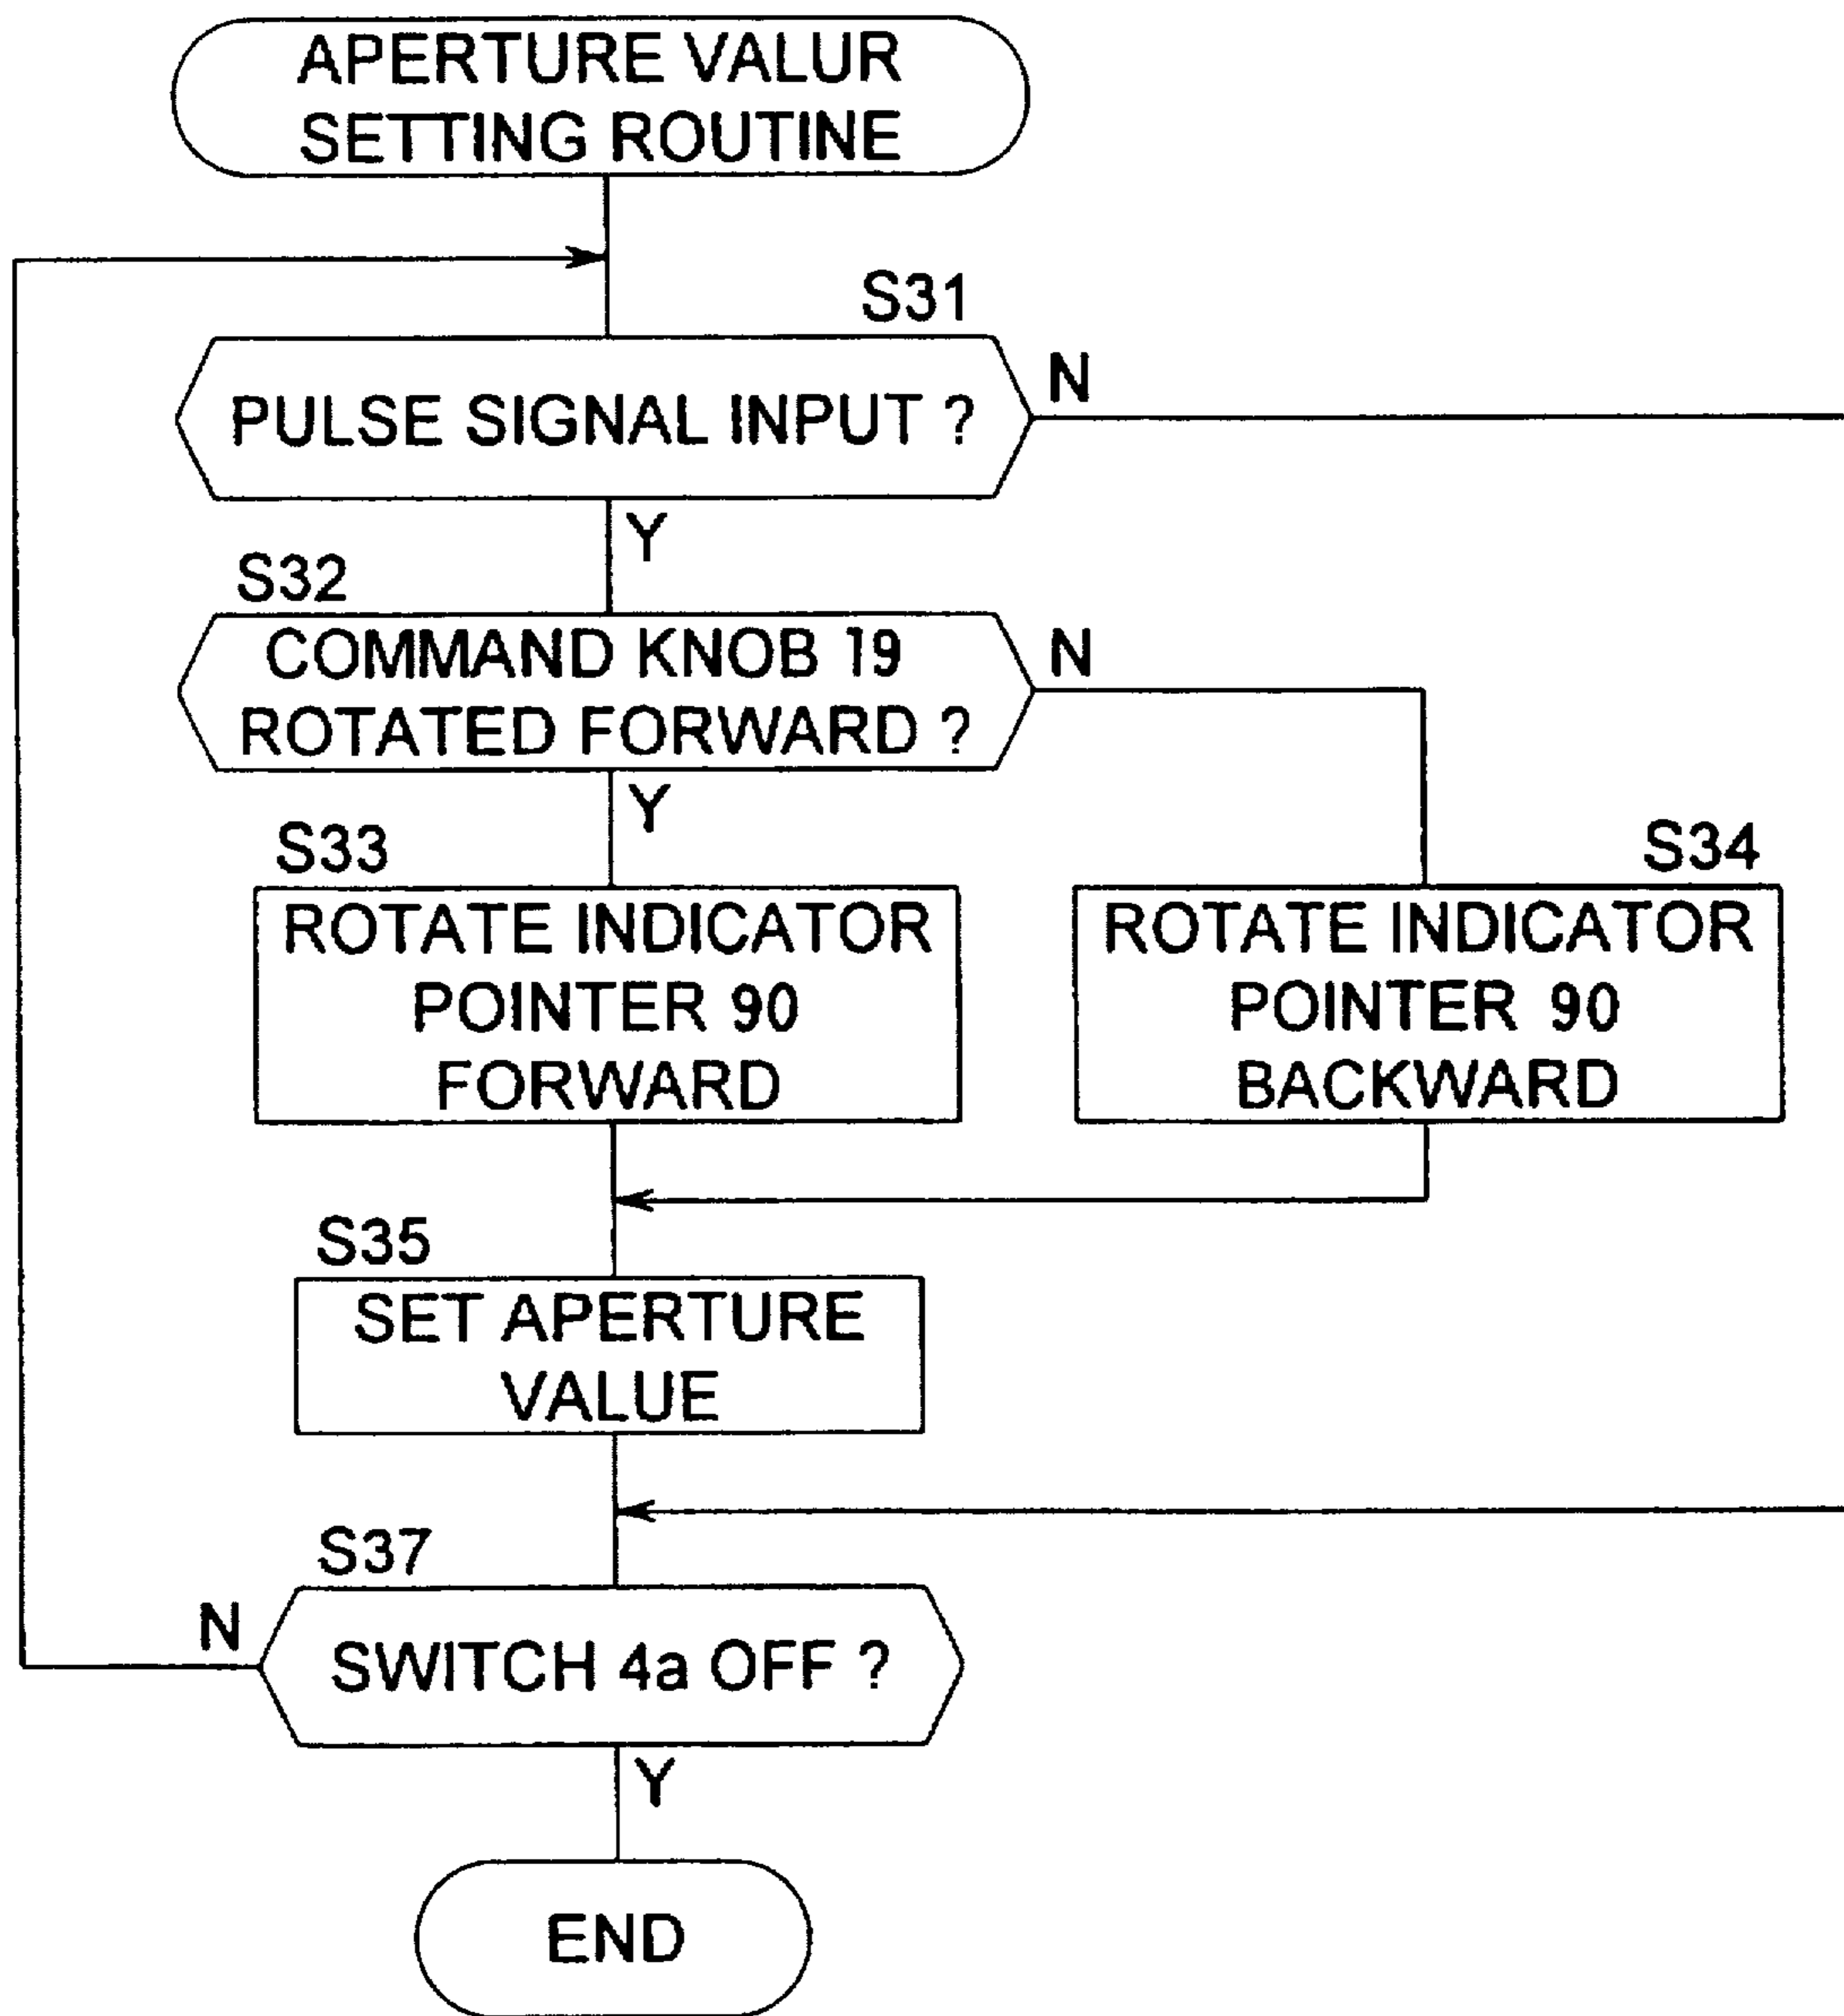 APERTURE VALUR
SETTING ROUTINE
S31
PULSE SIGNAL INPUT ?
N
Y
S32
COMMAND KNOB 19
ROTATED FORWARD ?
N
Y
S33
ROTATE INDICATOR
POINTER 90
FORWARD
S34
ROTATE INDICATOR
POINTER 90
BACKWARD
S35
SET APERTURE
VALUE
S37
SWITCH 4a OFF ?
N
Y
END